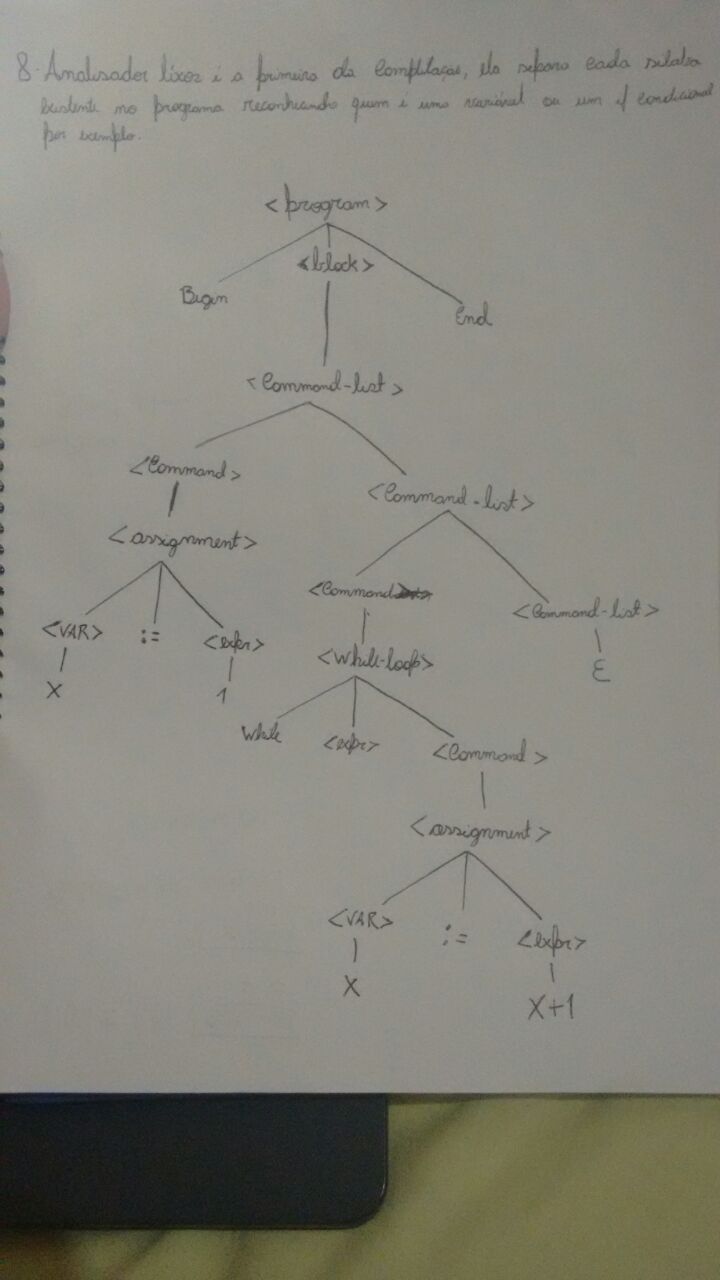 8. Analisador léxico é a primeira da compilação, ela separa cada sílaba
existente no programa reconhecendo quem é uma variável ou um if condicional
por exemplo.
<program>
<block>
Begin
End
<Command-list>
<Command>
<Command-list>
<assignment>
<Command
<Command-list>
<VAR> := <expr>
<While-loop>
ε
X
1
While <expr> <Command>
<assignment>
<VAR> := <expr>
X
X+1